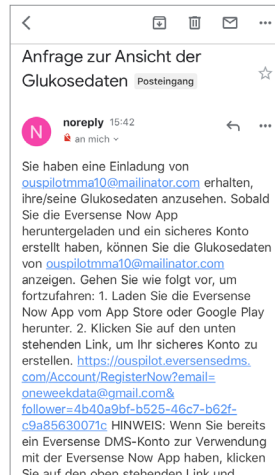 Anfrage zur Ansicht der
Glukosedaten Posteingang
N
noreply 15:42
an mich
Sie haben eine Einladung von
ouspilotmma10@mailinator.com erhalten,
ihre/seine Glukosedaten anzusehen. Sobald
Sie die Eversense Now App
heruntergeladen und ein sicheres Konto
erstellt haben, können Sie die Glukosedaten
von ouspilotmma10@mailinator.com
anzeigen. Gehen Sie wie folgt vor, um
fortzufahren: 1. Laden Sie die Eversense
Now App vom App Store oder Google Play
herunter. 2. Klicken Sie auf den unten
stehenden Link, um Ihr sicheres Konto zu
erstellen. https://ouspilot.eversensedms.
com/Account/RegisterNow?email=
oneweekdata@gmail.com&
follower=4b40a9bf-b525-46c7-b62f-
c9a85630071c HINWEIS: Wenn Sie bereits
ein Eversense DMS-Konto zur Verwendung
mit der Eversense Now App haben, klicken
Sie auf den oben stehenden Link und